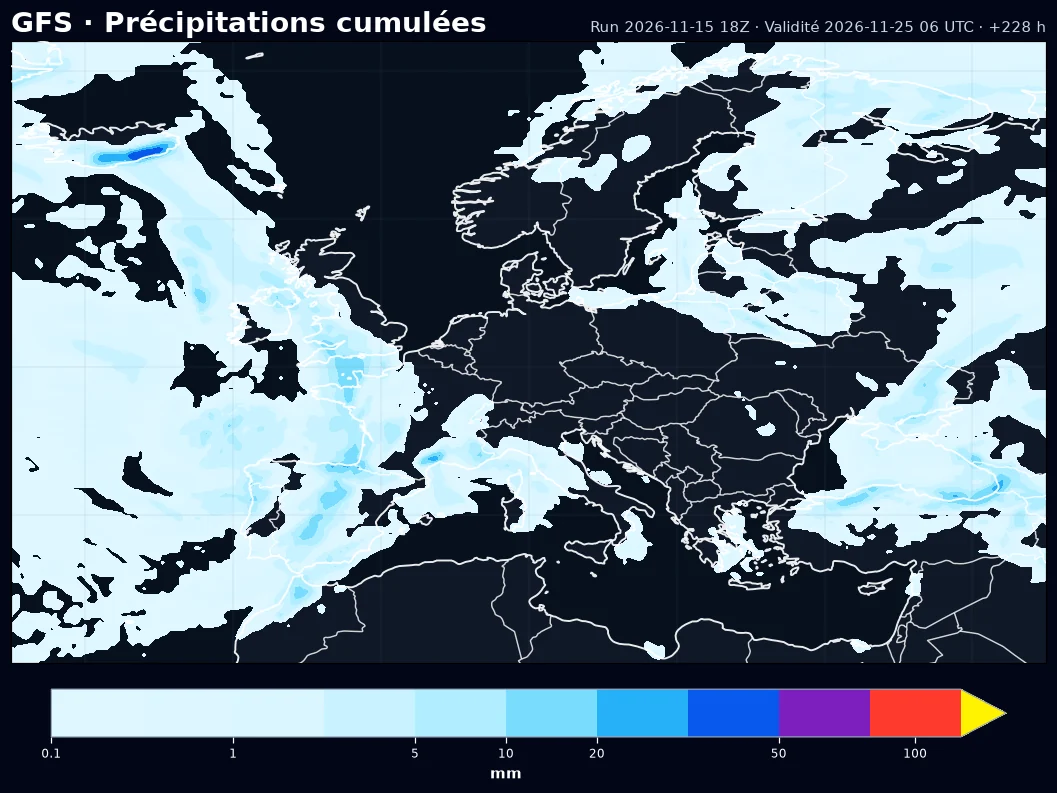 GFS · Précipitations cumulées
Run 2026-11-15 18Z · Validité 2026-11-25 06 UTC · +228 h
0.1 1 5 10 20 50 100
mm